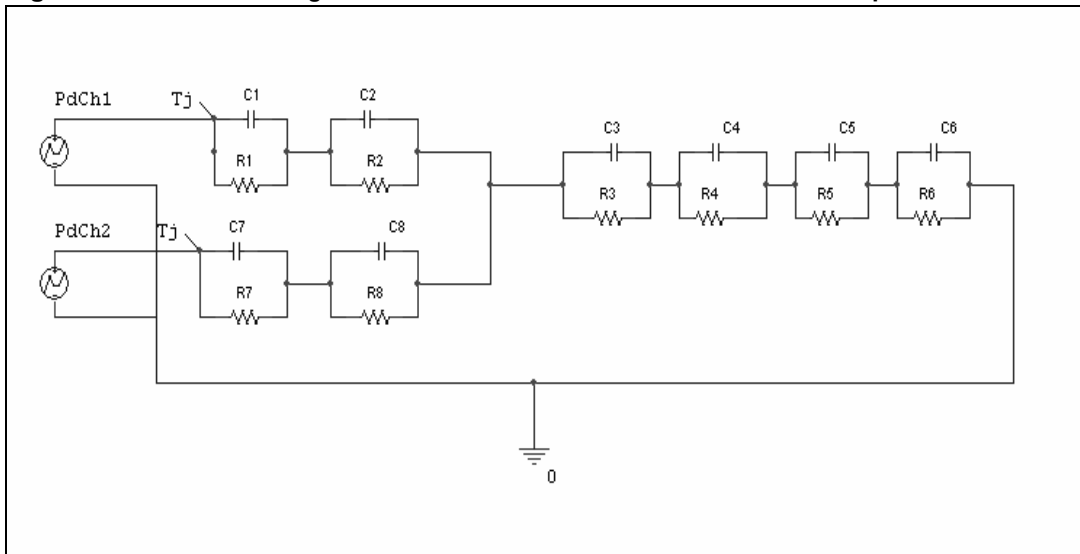 PdCh1 Tj C1 C2
C3 C4 C5 C6
R1 R2
R3 R4 R5 R6
PdCh2 Tj C7 C8
R7 R8
0